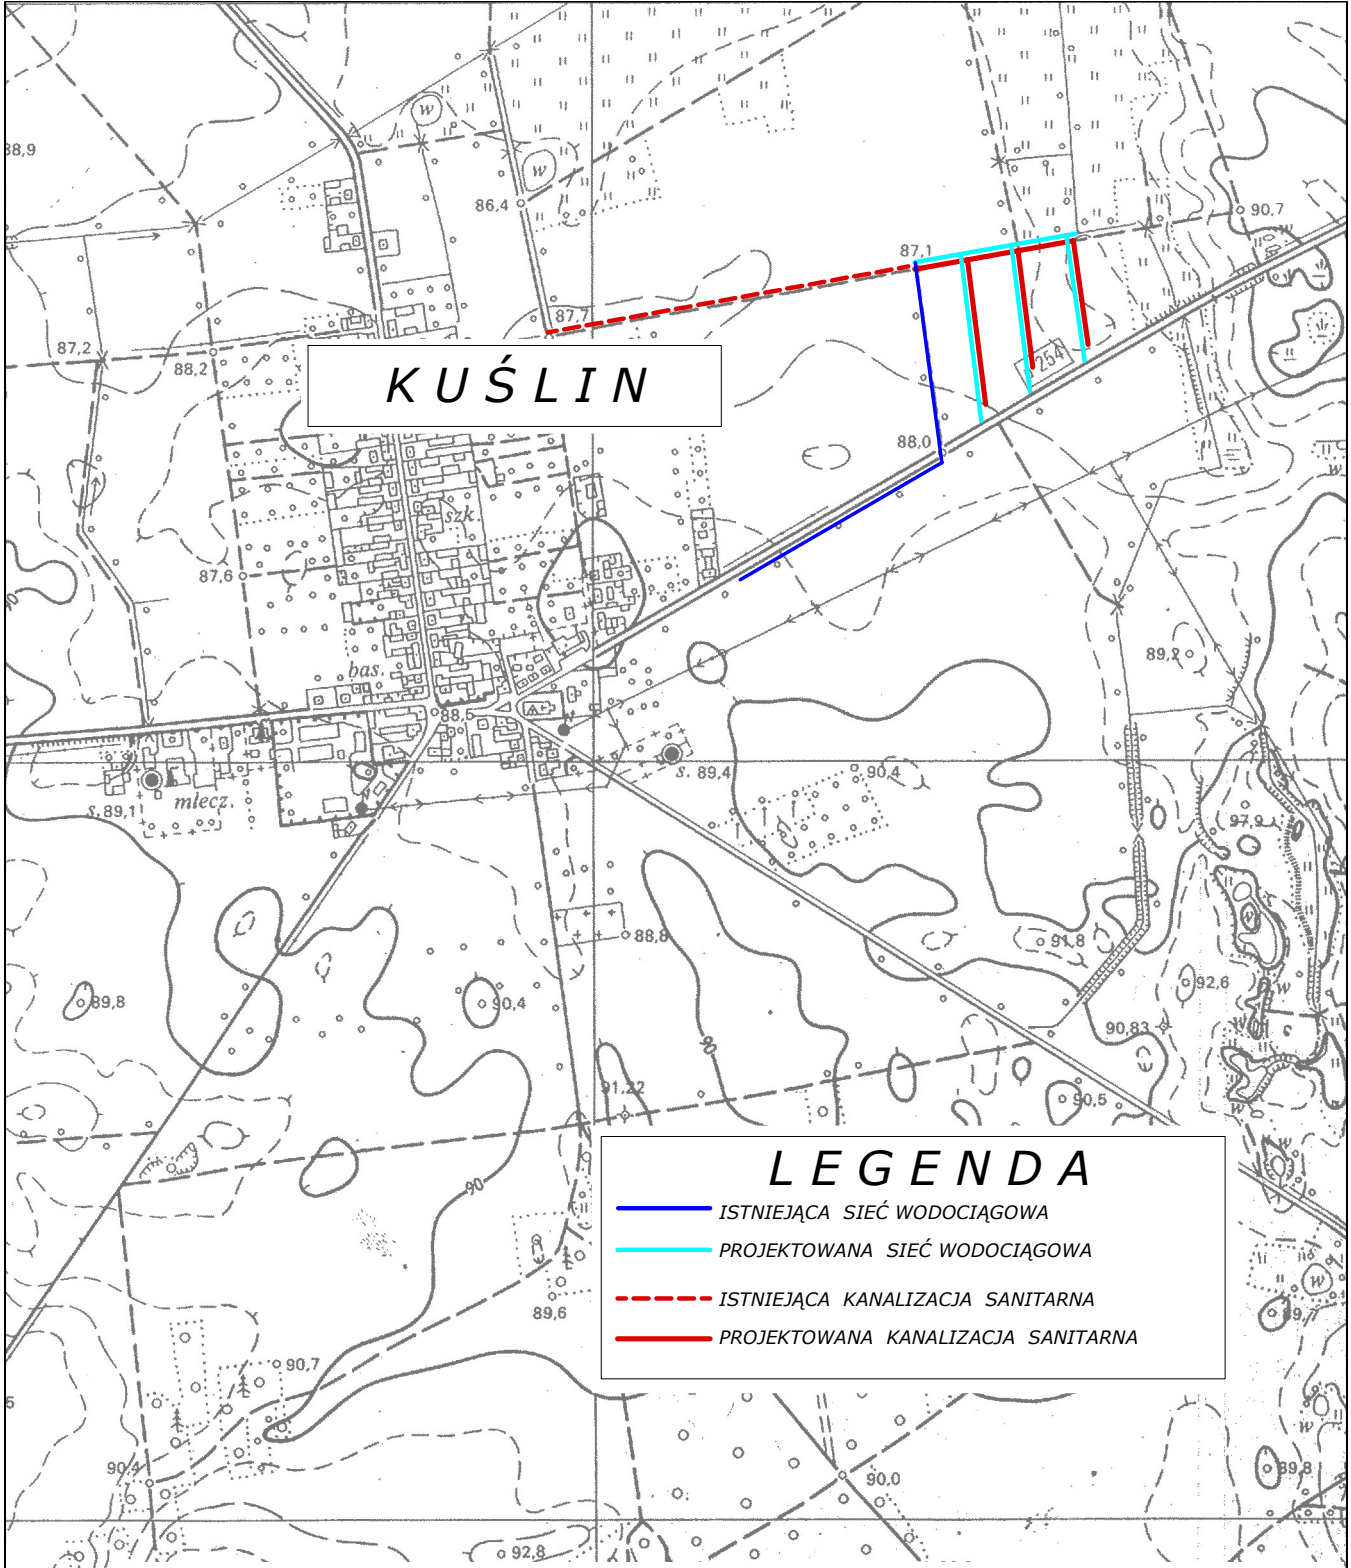 38,9
W
86,4
W
90,7
W
87,1
87,7
87,2
88,2
254
KUŚLIN
88,0
W
szk.
87,6
89,2
bas.
88,5
s. 89,4
90,4
s. 89,1
młecz.
97,9
88,8
91,8
89,8
90,4
92,6
W
90,83
91,22
90,5
W
90
LEGENDA
ISTNIEJĄCA SIEĆ WODOCIĄGOWA
PROJEKTOWANA SIEĆ WODOCIĄGOWA
ISTNIEJĄCA KANALIZACJA SANITARNA
PROJEKTOWANA KANALIZACJA SANITARNA
W
W
89,6
90,7
6
W
90,4
90,0
89,8
92,8